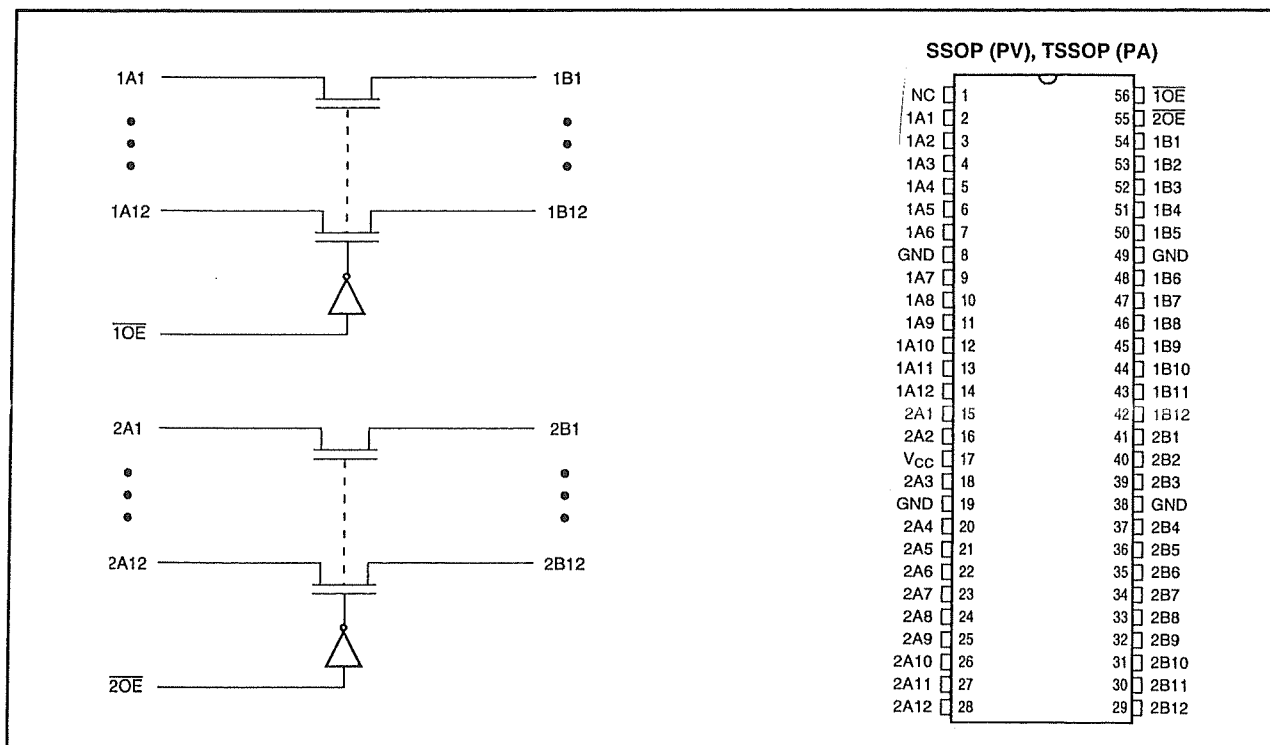 1A1 1B1
1A12 1B12
1OE
2A1 2B1
2A12 2B12
2OE
SSOP (PV), TSSOP (PA)
NC 1 56 1OE
1A1 2 55 2OE
1A2 3 54 1B1
1A3 4 53 1B2
1A4 5 52 1B3
1A5 6 51 1B4
1A6 7 50 1B5
GND 8 49 GND
1A7 9 48 1B6
1A8 10 47 1B7
1A9 11 46 1B8
1A10 12 45 1B9
1A11 13 44 1B10
1A12 14 43 1B11
2A1 15 42 1B12
2A2 16 41 2B1
VCC 17 40 2B2
2A3 18 39 2B3
GND 19 38 GND
2A4 20 37 2B4
2A5 21 36 2B5
2A6 22 35 2B6
2A7 23 34 2B7
2A8 24 33 2B8
2A9 25 32 2B9
2A10 26 31 2B10
2A11 27 30 2B11
2A12 28 29 2B12